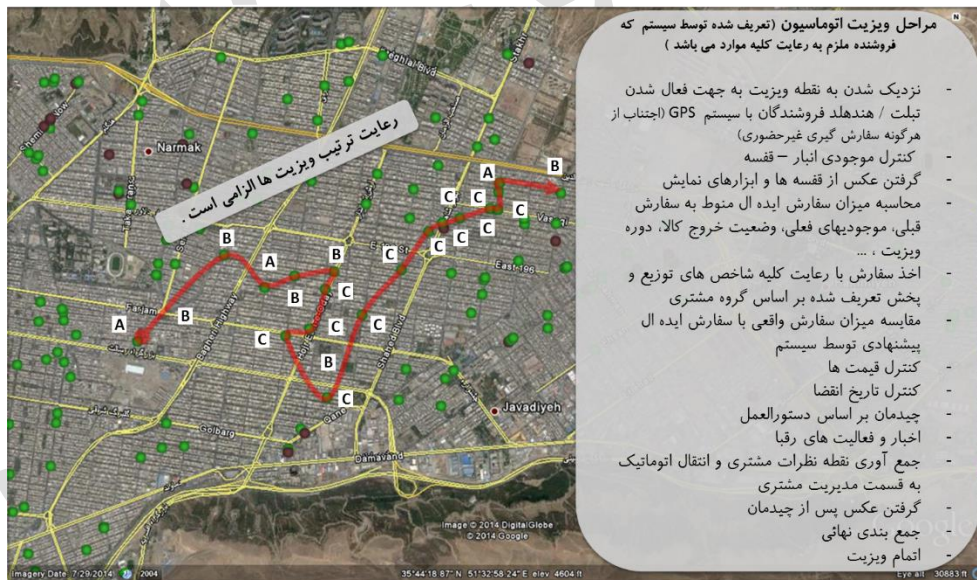 مراحل ویزیت اتوماسیون (تعریف شده توسط سیستم که
فروشنده ملزم به رعایت کلیه موارد می باشد )
- نزدیک شدن به نقطه ویزیت به جهت فعال شدن
تبلت / هندهلد فروشندگان با سیستم GPS (اجتناب از
هرگونه سفارش گیری غیرحضوری)
- کنترل موجودی انبار – قفسه
- گرفتن عکس از قفسه ها و ابزارهای نمایش
- محاسبه میزان سفارش ایده ال منوط به سفارش
قبلی، موجودیهای فعلی، وضعیت خروج کالا، دوره
ویزیت ، ...
- اخذ سفارش با رعایت کلیه شاخص های توزیع و
پخش تعریف شده بر اساس گروه مشتری
- مقایسه میزان سفارش واقعی با سفارش ایده ال
پیشنهادی توسط سیستم
- کنترل قیمت ها
- کنترل تاریخ انقضا
- چیدمان بر اساس دستورالعمل
- اخبار و فعالیت های رقبا
- جمع آوری نقطه نظرات مشتری و انتقال اتوماتیک
به قسمت مدیریت مشتری
- گرفتن عکس پس از چیدمان
- جمع بندی نهائی
- اتمام ویزیت
رعایت ترتیب ویزیت ها الزامی است .
Narmak
A
B
C
C
C
C
C
B
A
B
B
C
C
C
B
C
C
B
A
East 196
Farjam
Bagheri Highway
Shahed Blvd
Golbarg
Javadiyeh
Damavand
Image © 2014 DigitalGlobe
© 2014 Google
Google
Imagery Date: 7/29/2014
2004
35°44'18.87" N 51°32'58.24" E elev 4604 ft
Eye alt 30883 ft